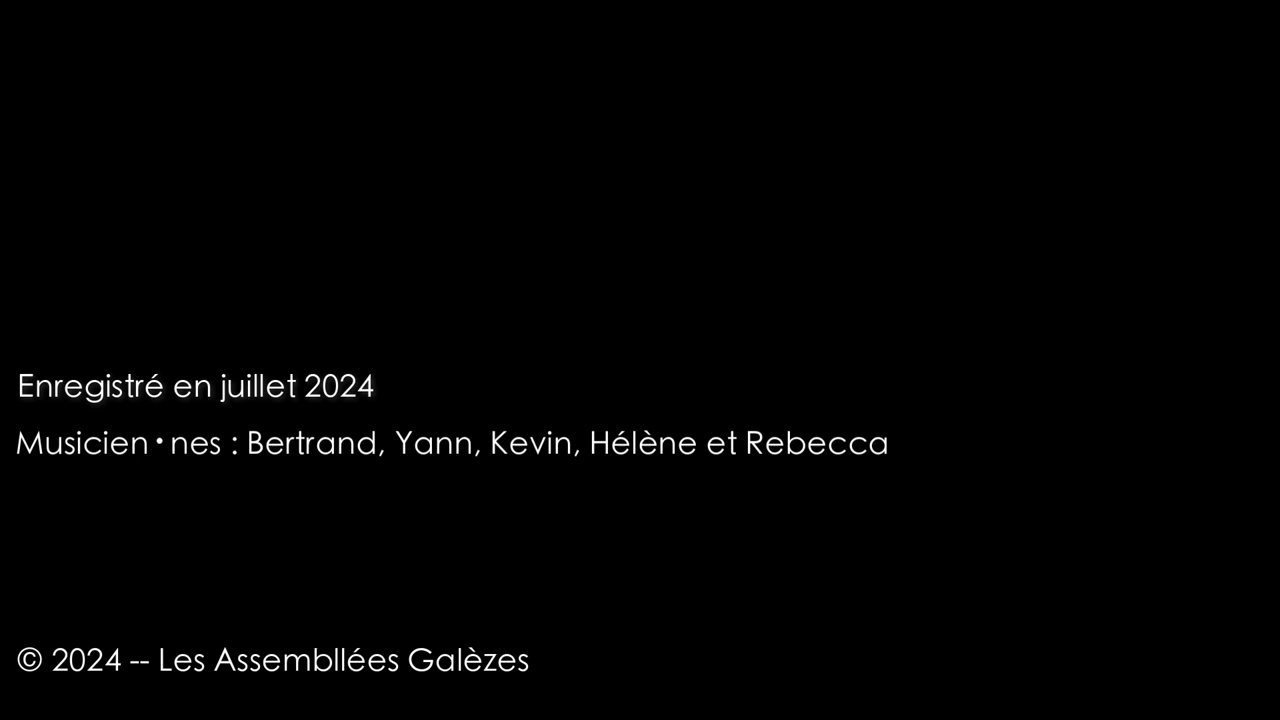 Enregistré en juillet 2024
Musicien•nes : Bertrand, Yann, Kevin, Hélène et Rebecca
© 2024 -- Les Assembllées Galèzes